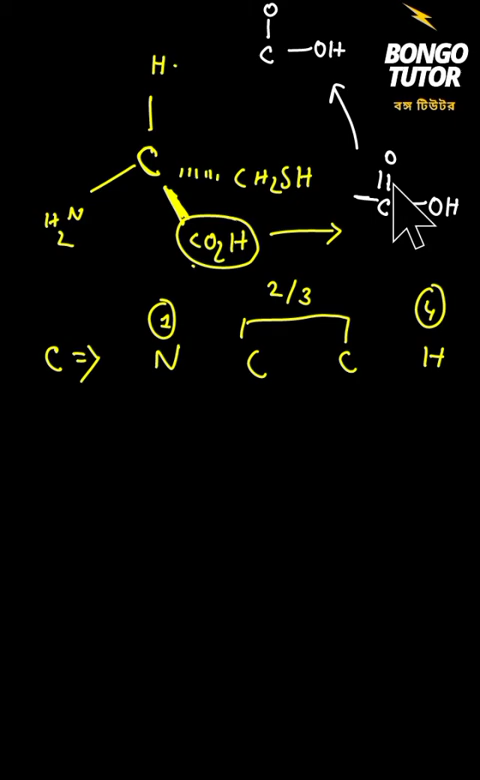 O
C —OH
BONGO
TUTOR
বঙ্গ টিউটর
H
C
CH2SH
H2N
CO2H
O
C —OH
2/3
1
4
C => N C C H